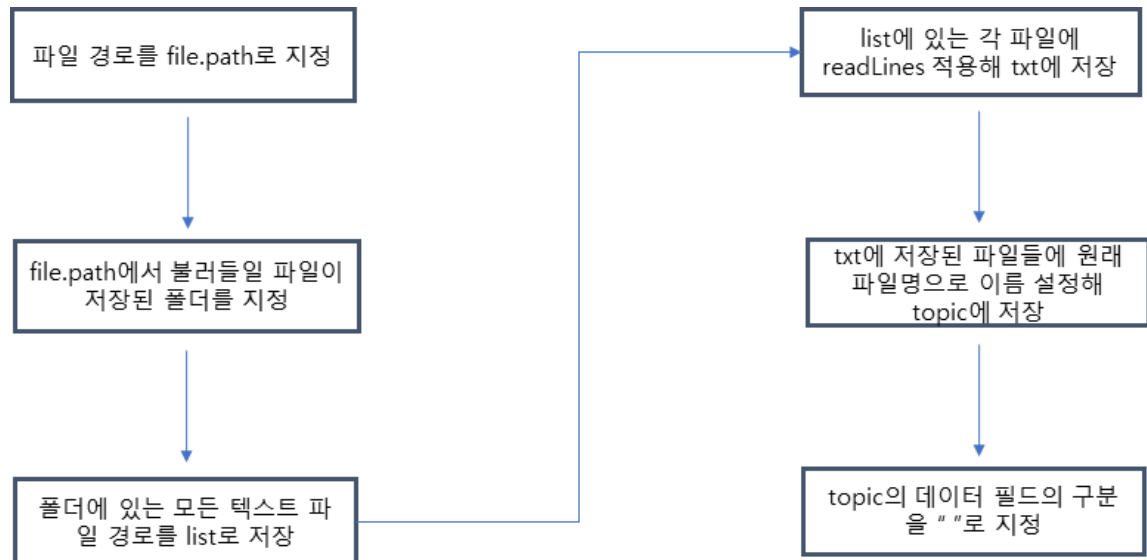 파일 경로를 file.path로 지정
file.path에서 불러들일 파일이
저장된 폴더를 지정
폴더에 있는 모든 텍스트 파
일 경로를 list로 저장
list에 있는 각 파일에
readLines 적용해 txt에 저장
txt에 저장된 파일들에 원래
파일명으로 이름 설정해
topic에 저장
topic의 데이터 필드의 구분
을 “ ”로 지정